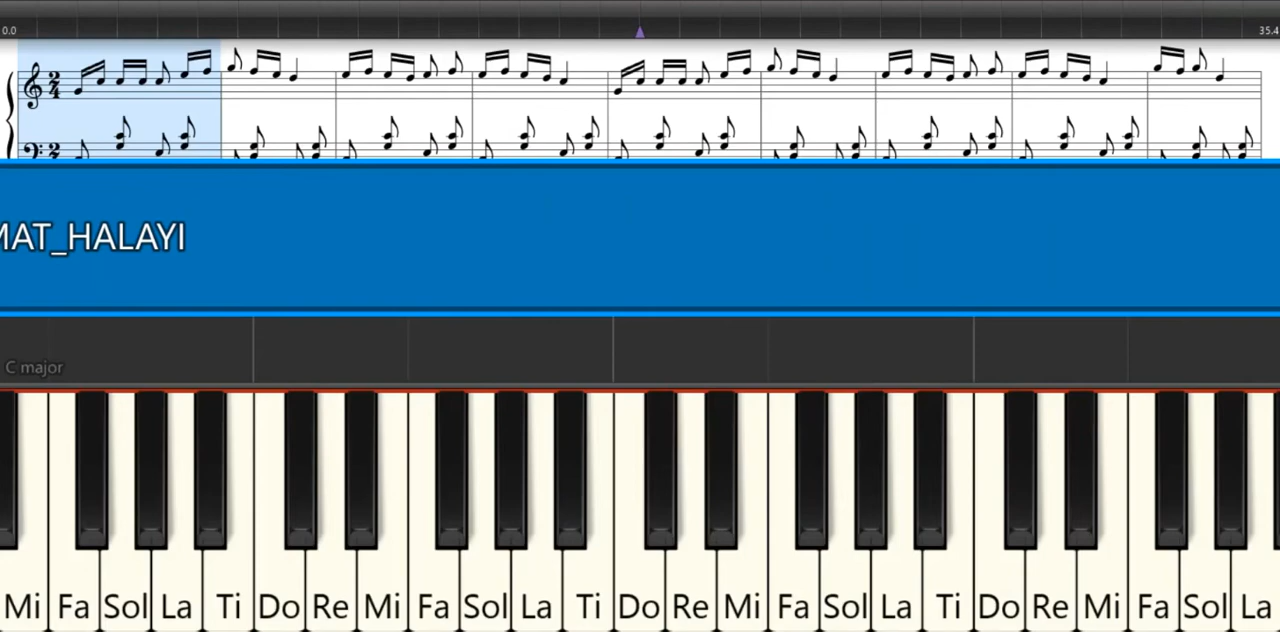 0.0 35.4
MAT_HALAYI
C major
Mi Fa Sol La Ti Do Re Mi Fa Sol La Ti Do Re Mi Fa Sol La Ti Do Re Mi Fa Sol La